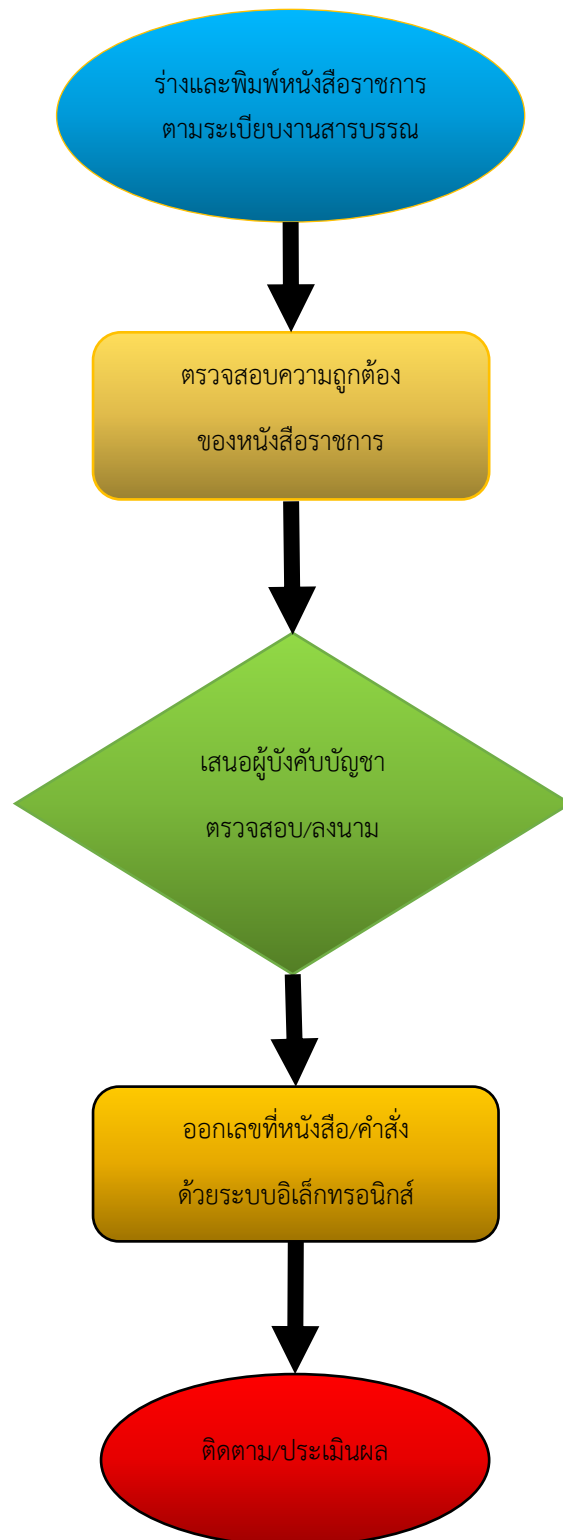 ร่างและพิมพ์หนังสือราชการ
ตามระเบียบงานสารบรรณ
ตรวจสอบความถูกต้อง
ของหนังสือราชการ
เสนอผู้บังคับบัญชา
ตรวจสอบ/ลงนาม
ออกเลขที่หนังสือ/คำสั่ง
ด้วยระบบอิเล็กทรอนิกส์
ติดตาม/ประเมินผล